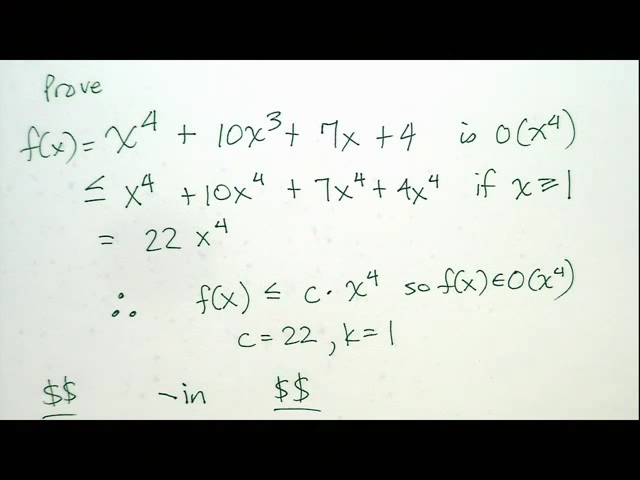 Prove
f(x) = x⁴ + 10x³ + 7x + 4 is O(x⁴)
≤ x⁴ + 10x⁴ + 7x⁴ + 4x⁴ if x ≥ 1
= 22 x⁴
∴ f(x) ≤ c · x⁴ so f(x) ∈ O(x⁴)
c = 22, k = 1
$$ ~in $$